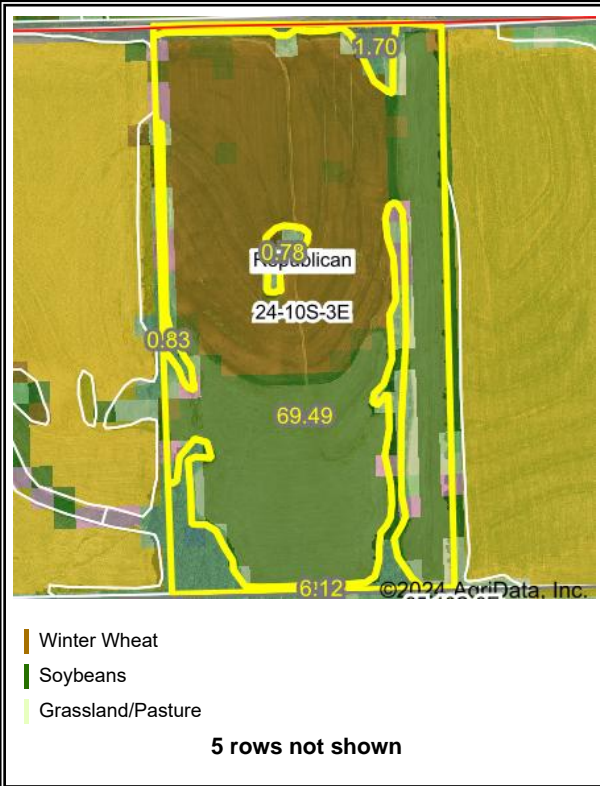 1.70
0.78
Republican
24-10S-3E
0.83
69.49
6.12
©2024 AgriData, Inc.
Winter Wheat
Soybeans
Grassland/Pasture
5 rows not shown